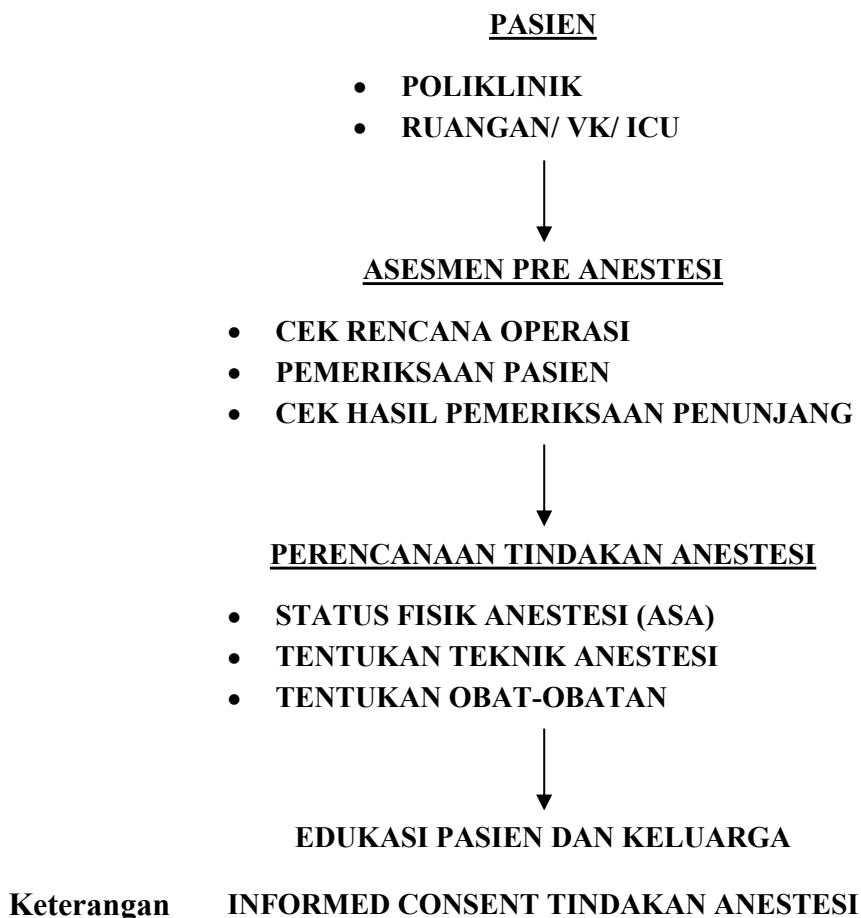 PASIEN
• POLIKLINIK
• RUANGAN/ VK/ ICU
ASESMEN PRE ANESTESI
• CEK RENCANA OPERASI
• PEMERIKSAAN PASIEN
• CEK HASIL PEMERIKSAAN PENUNJANG
PERENCANAAN TINDAKAN ANESTESI
• STATUS FISIK ANESTESI (ASA)
• TENTUKAN TEKNIK ANESTESI
• TENTUKAN OBAT-OBATAN
EDUKASI PASIEN DAN KELUARGA
Keterangan INFORMED CONSENT TINDAKAN ANESTESI